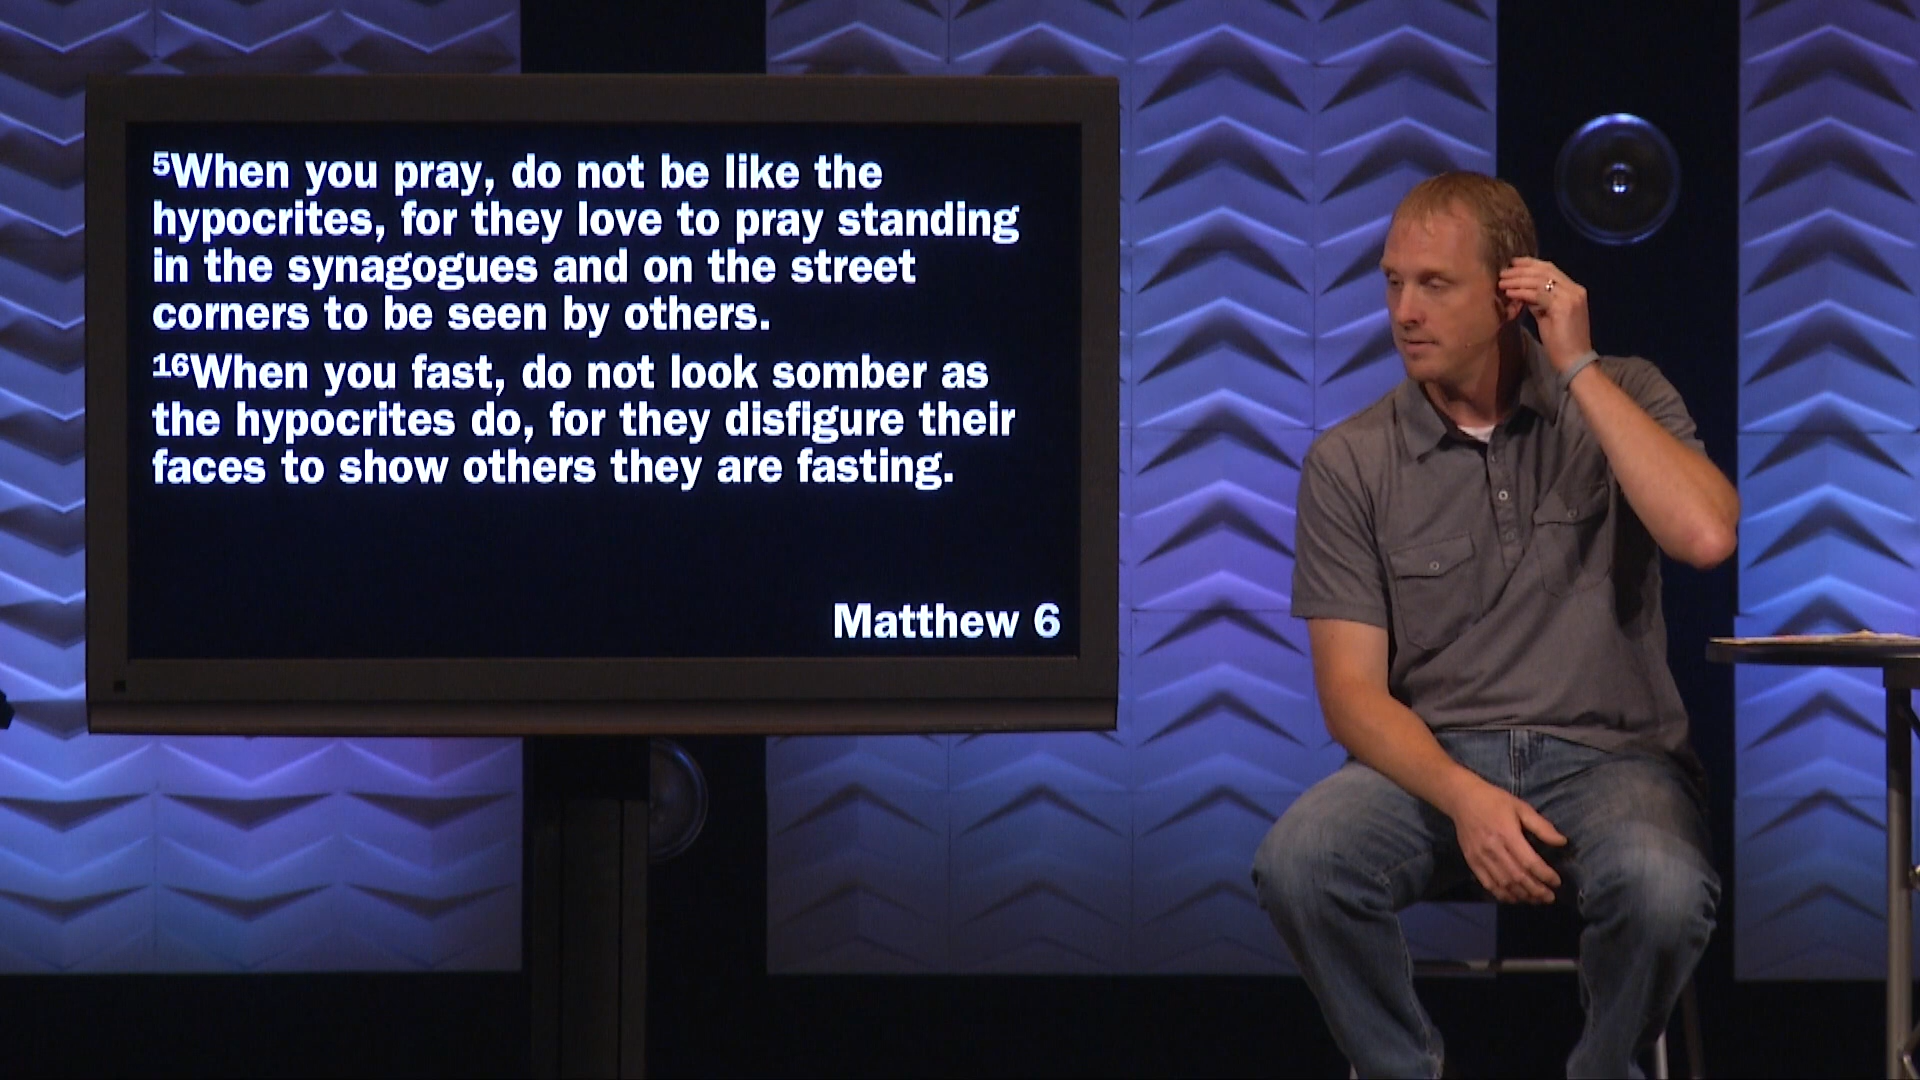 ⁵When you pray, do not be like the
hypocrites, for they love to pray standing
in the synagogues and on the street
corners to be seen by others.
¹⁶When you fast, do not look somber as
the hypocrites do, for they disfigure their
faces to show others they are fasting.
Matthew 6